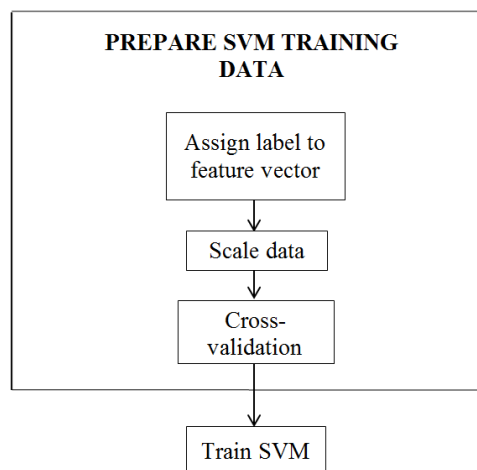 PREPARE SVM TRAINING
DATA
Assign label to
feature vector
Scale data
Cross-
validation
Train SVM